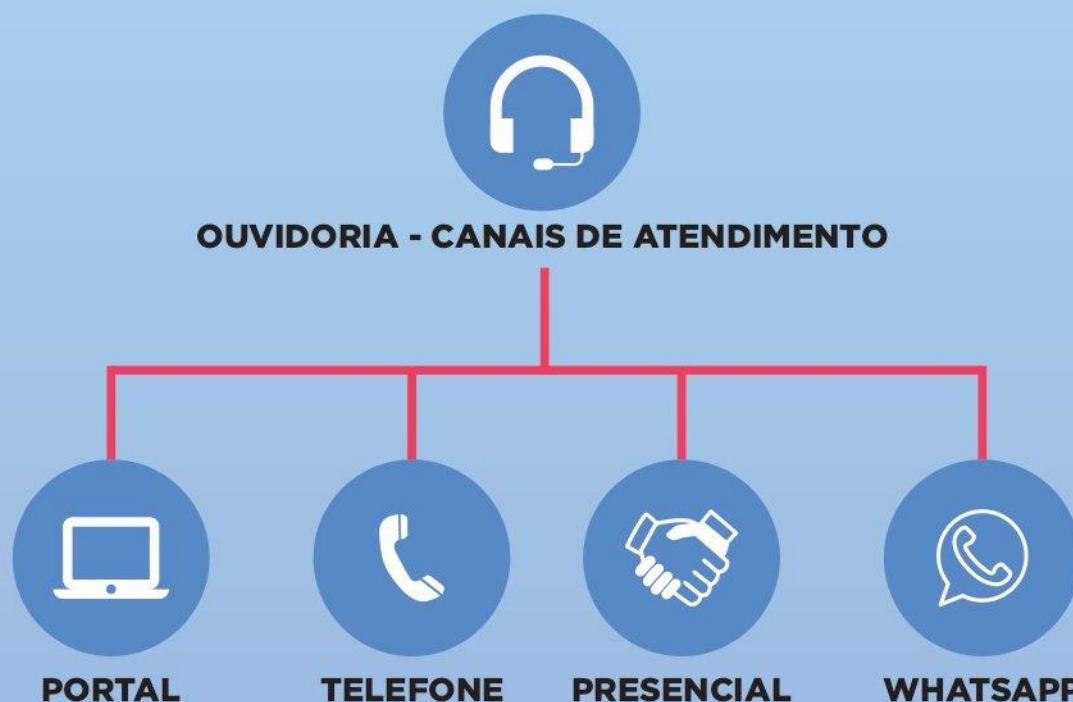 OUVIDORIA - CANAIS DE ATENDIMENTO
PORTAL
TELEFONE
PRESENCIAL
WHATSAPP